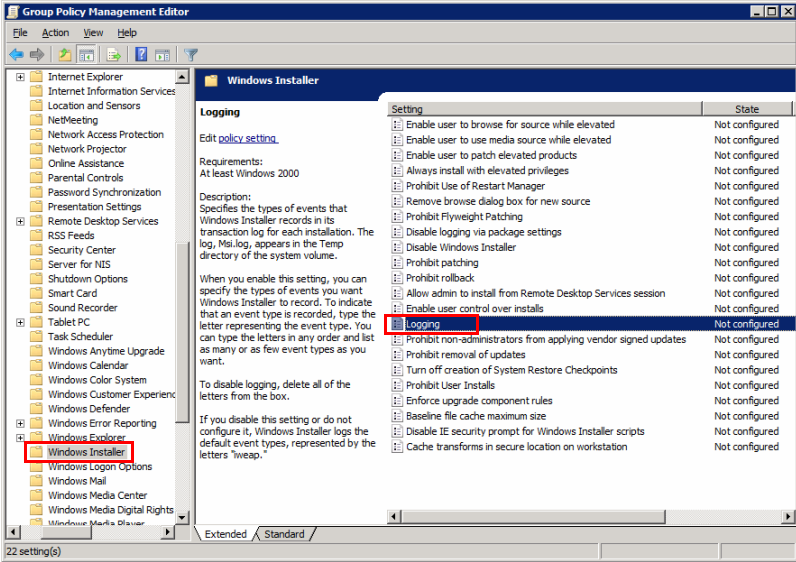 Group Policy Management Editor
File Action View Help
Internet Explorer
Internet Information Services
Location and Sensors
NetMeeting
Network Access Protection
Network Projector
Online Assistance
Parental Controls
Password Synchronization
Presentation Settings
Remote Desktop Services
RSS Feeds
Security Center
Server for NIS
Shutdown Options
Smart Card
Sound Recorder
Tablet PC
Task Scheduler
Windows Anytime Upgrade
Windows Calendar
Windows Color System
Windows Customer Experienc
Windows Defender
Windows Error Reporting
Windows Explorer
Windows Installer
Windows Logon Options
Windows Mail
Windows Media Center
Windows Media Digital Rights
Windows Media Player
Windows Installer
Logging
Edit policy setting
Requirements:
At least Windows 2000
Description:
Specifies the types of events that
Windows Installer records in its
transaction log for each installation. The
log, Msi.log, appears in the Temp
directory of the system volume.
When you enable this setting, you can
specify the types of events you want
Windows Installer to record. To indicate
that an event type is recorded, type the
letter representing the event type. You
can type the letters in any order and list
as many or as few event types as you
want.
To disable logging, delete all of the
letters from the box.
If you disable this setting or do not
configure it, Windows Installer logs the
default event types, represented by the
letters "iweap."
Setting State
Enable user to browse for source while elevated Not configured
Enable user to use media source while elevated Not configured
Enable user to patch elevated products Not configured
Always install with elevated privileges Not configured
Prohibit Use of Restart Manager Not configured
Remove browse dialog box for new source Not configured
Prohibit Flyweight Patching Not configured
Disable logging via package settings Not configured
Disable Windows Installer Not configured
Prohibit patching Not configured
Prohibit rollback Not configured
Allow admin to install from Remote Desktop Services session Not configured
Enable user control over installs Not configured
Logging Not configured
Prohibit non-administrators from applying vendor signed updates Not configured
Prohibit removal of updates Not configured
Turn off creation of System Restore Checkpoints Not configured
Prohibit User Installs Not configured
Enforce upgrade component rules Not configured
Baseline file cache maximum size Not configured
Disable IE security prompt for Windows Installer scripts Not configured
Cache transforms in secure location on workstation Not configured
Extended Standard
22 setting(s)